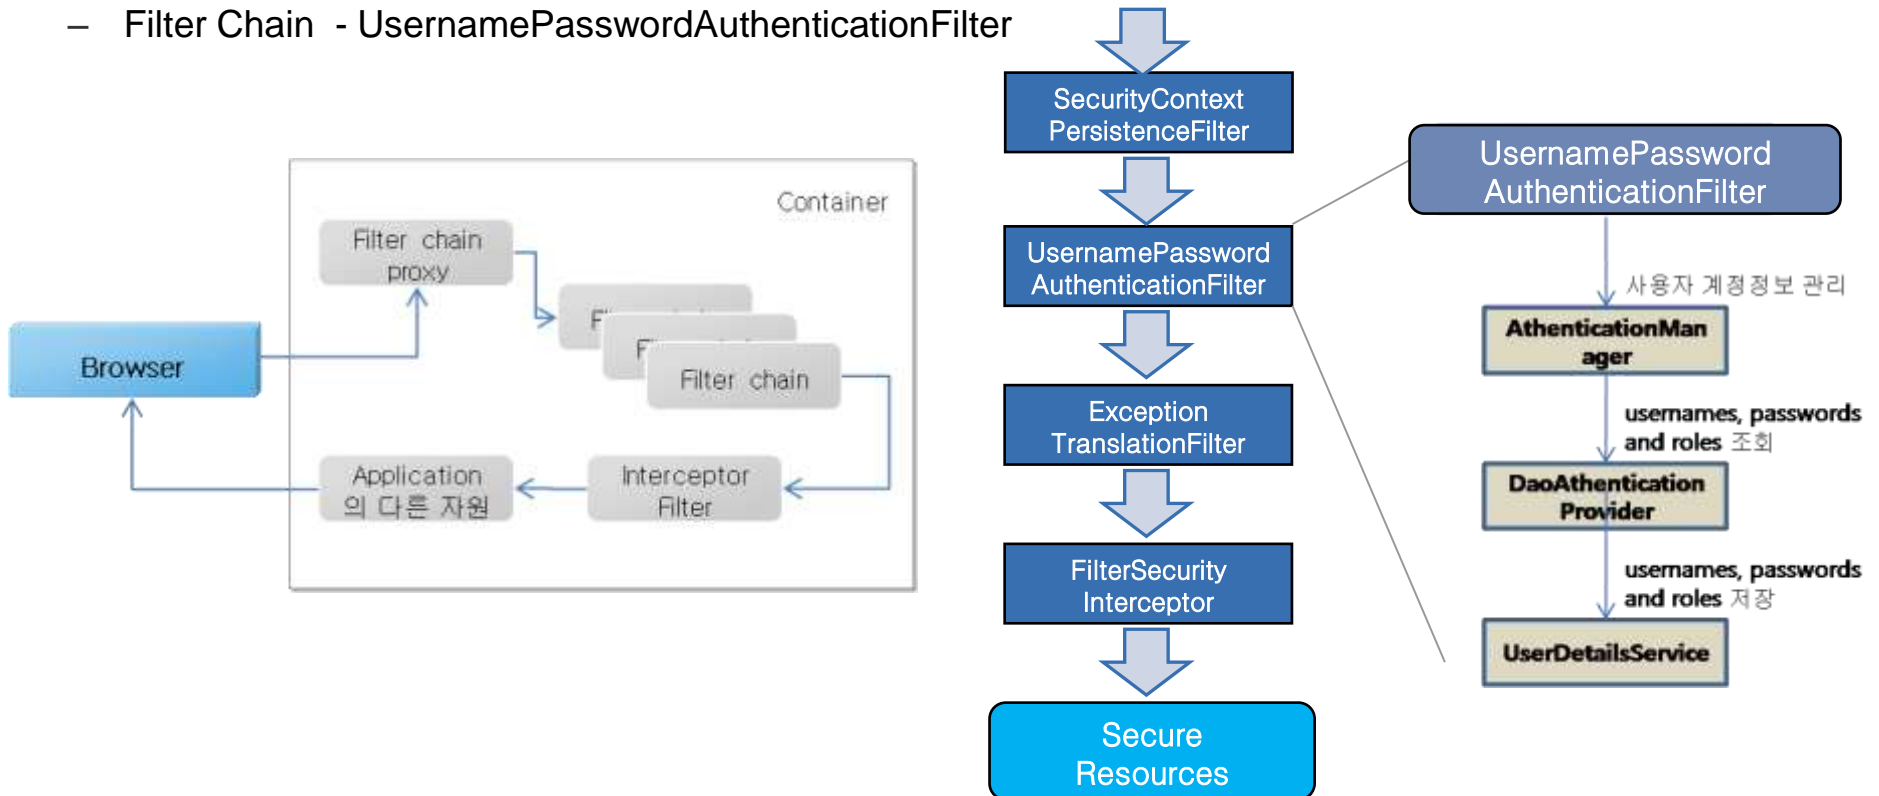 – Filter Chain - UsernamePasswordAuthenticationFilter
Container
Filter chain
proxy
Filter chain
Browser
Application
의 다른 자원
Interceptor
Filter
SecurityContext
PersistenceFilter
UsernamePassword
AuthenticationFilter
Exception
TranslationFilter
FilterSecurity
Interceptor
Secure
Resources
UsernamePassword
AuthenticationFilter
사용자 계정정보 관리
AthenticationMan
ager
usernames, passwords
and roles 조회
DaoAthentication
Provider
usernames, passwords
and roles 저장
UserDetailsService